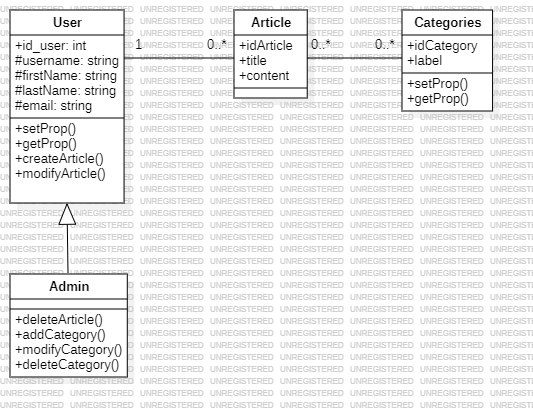 User
+id_user: int
#username: string
#firstName: string
#lastName: string
#email: string
+setProp()
+getProp()
+createArticle()
+modifyArticle()
1
0..*
Article
+idArticle
+title
+content
0..*
0..*
Categories
+idCategory
+label
+setProp()
+getProp()
Admin
+deleteArticle()
+addCategory()
+modifyCategory()
+deleteCategory()
UNREGISTERED